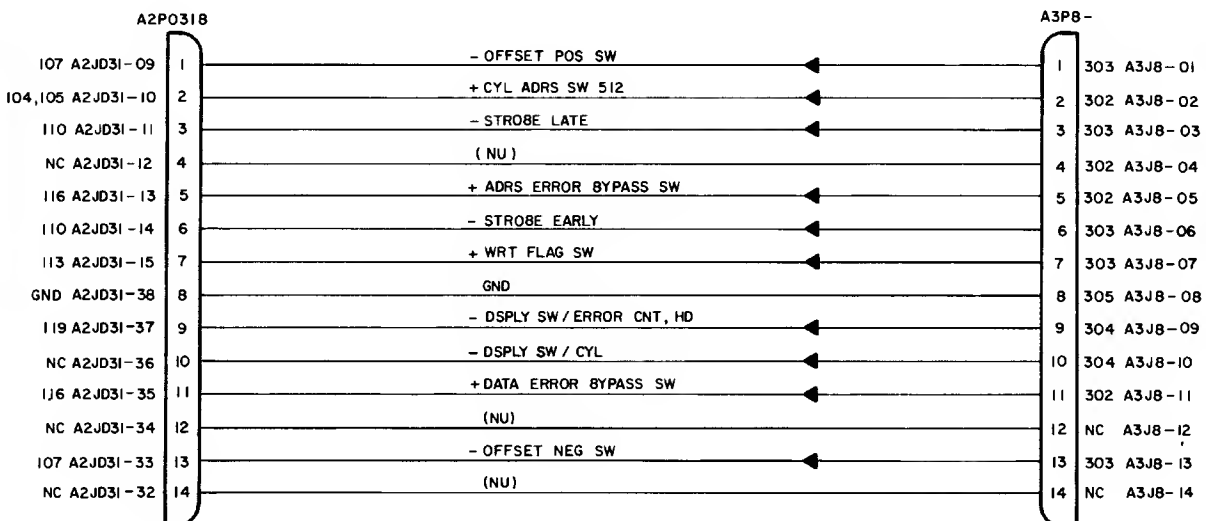 A2P0318 A3P8-
107 A2JD31-09 1 - OFFSET POS SW 1 303 A3J8-01
104,105 A2JD31-10 2 + CYL ADRS SW 512 2 302 A3J8-02
110 A2JD31-11 3 - STROBE LATE 3 303 A3J8-03
NC A2JD31-12 4 (NU) 4 302 A3J8-04
116 A2JD31-13 5 + ADRS ERROR BYPASS SW 5 302 A3J8-05
110 A2JD31-14 6 - STROBE EARLY 6 303 A3J8-06
113 A2JD31-15 7 + WRT FLAG SW 7 303 A3J8-07
GND A2JD31-38 8 GND 8 305 A3J8-08
119 A2JD31-37 9 - DSPLY SW/ERROR CNT, HD 9 304 A3J8-09
NC A2JD31-36 10 - DSPLY SW/CYL 10 304 A3J8-10
116 A2JD31-35 11 + DATA ERROR BYPASS SW 11 302 A3J8-11
NC A2JD31-34 12 (NU) 12 NC A3J8-12
107 A2JD31-33 13 - OFFSET NEG SW 13 303 A3J8-13
NC A2JD31-32 14 (NU) 14 NC A3J8-14